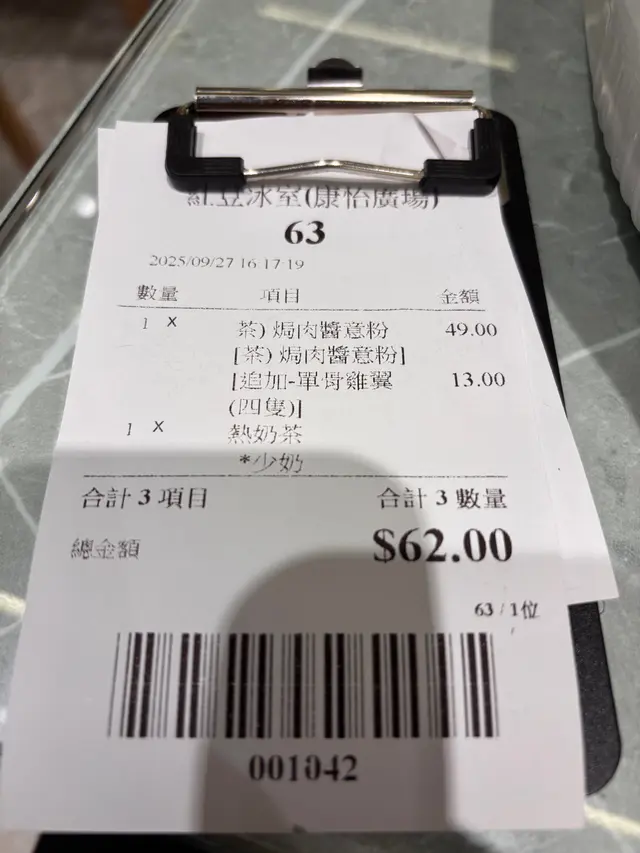 紅豆冰室(康怡廣場)
63
2025/09/27 16:17:19
數量 項目 金額
1 X 茶) 焗肉醬意粉 49.00
[茶) 焗肉醬意粉]
[追加-單骨雞翼 13.00
(四隻)]
1 X 熱奶茶
*少奶
合計 3 項目 合計 3 數量
總金額 $62.00
63 / 1位
001042